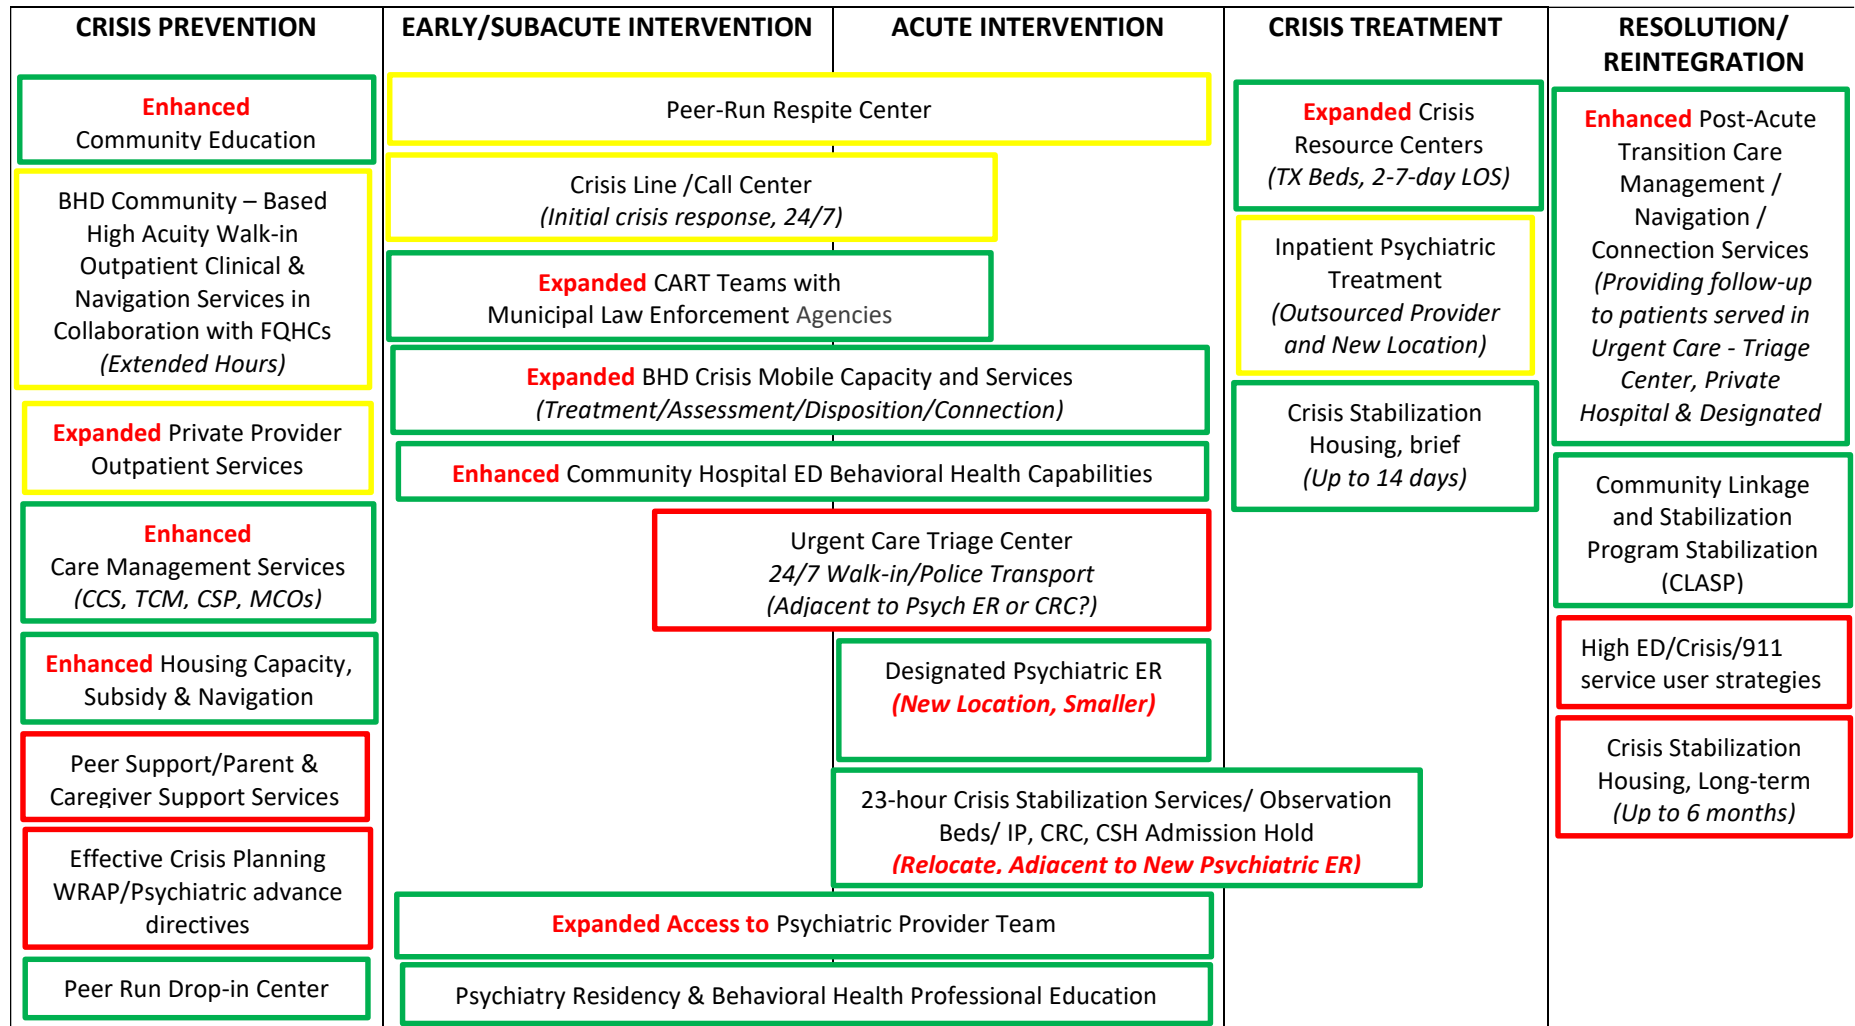 CRISIS PREVENTION
Enhanced
Community Education
BHD Community – Based
High Acuity Walk-in
Outpatient Clinical &
Navigation Services in
Collaboration with FQHCs
(Extended Hours)
Expanded Private Provider
Outpatient Services
Enhanced
Care Management Services
(CCS, TCM, CSP, MCOs)
Enhanced Housing Capacity,
Subsidy & Navigation
Peer Support/Parent &
Caregiver Support Services
Effective Crisis Planning
WRAP/Psychiatric advance
directives
Peer Run Drop-in Center
EARLY/SUBACUTE INTERVENTION
ACUTE INTERVENTION
Peer-Run Respite Center
Crisis Line /Call Center
(Initial crisis response, 24/7)
Expanded CART Teams with
Municipal Law Enforcement Agencies
Expanded BHD Crisis Mobile Capacity and Services
(Treatment/Assessment/Disposition/Connection)
Enhanced Community Hospital ED Behavioral Health Capabilities
Urgent Care Triage Center
24/7 Walk-in/Police Transport
(Adjacent to Psych ER or CRC?)
Designated Psychiatric ER
(New Location, Smaller)
23-hour Crisis Stabilization Services/ Observation
Beds/ IP, CRC, CSH Admission Hold
(Relocate, Adjacent to New Psychiatric ER)
Expanded Access to Psychiatric Provider Team
Psychiatry Residency & Behavioral Health Professional Education
CRISIS TREATMENT
Expanded Crisis
Resource Centers
(TX Beds, 2-7-day LOS)
Inpatient Psychiatric
Treatment
(Outsourced Provider
and New Location)
Crisis Stabilization
Housing, brief
(Up to 14 days)
RESOLUTION/
REINTEGRATION
Enhanced Post-Acute
Transition Care
Management /
Navigation /
Connection Services
(Providing follow-up
to patients served in
Urgent Care - Triage
Center, Private
Hospital & Designated
Community Linkage
and Stabilization
Program Stabilization
(CLASP)
High ED/Crisis/911
service user strategies
Crisis Stabilization
Housing, Long-term
(Up to 6 months)